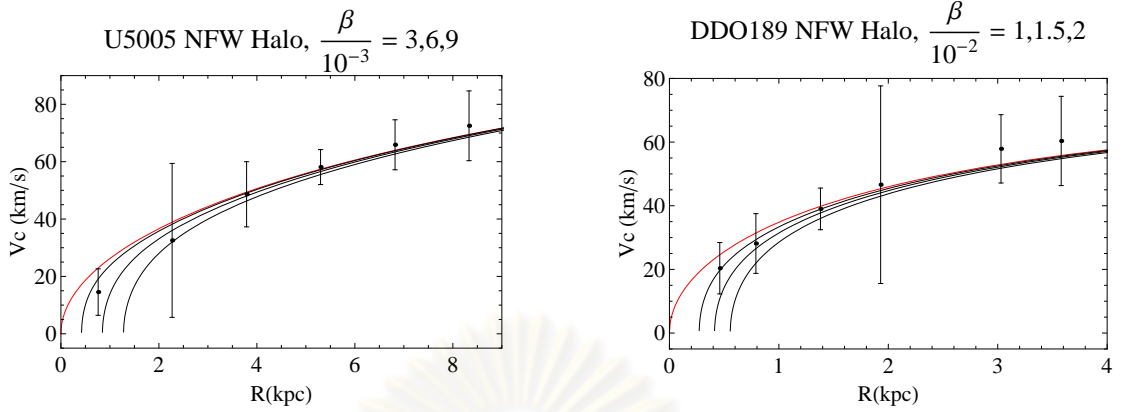 U5005 NFW Halo, β/10⁻³ = 3,6,9
80
60
40
20
0
Vc (km/s)
0 2 4 6 8
R(kpc)
DDO189 NFW Halo, β/10⁻² = 1,1.5,2
80
60
40
20
0
Vc (km/s)
0 1 2 3 4
R(kpc)